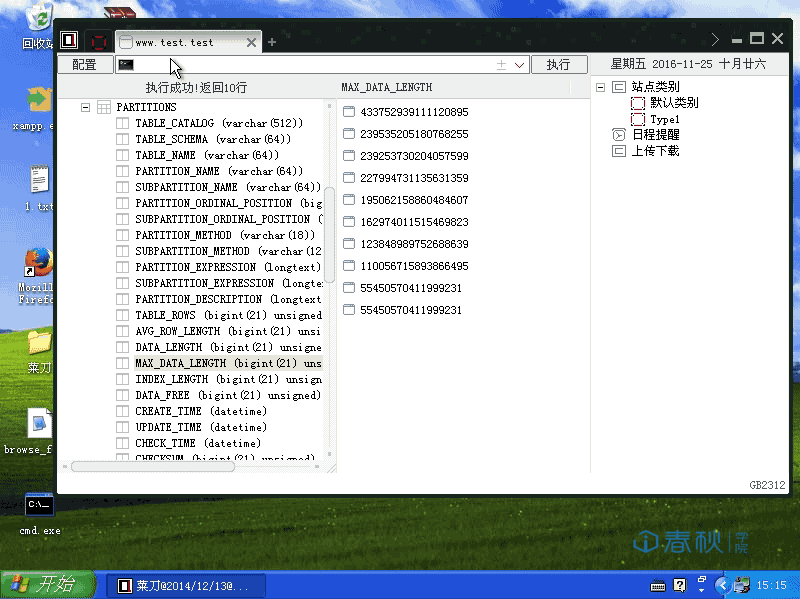 回收站
xampp.e
1.txt
Mozill
Firefo
菜刀
browse_f
C:\_
cmd.exe
www.test.test
配置
执行
星期五 2016-11-25 十月廿六
执行成功!返回10行
MAX_DATA_LENGTH
PARTITIONS
TABLE_CATALOG (varchar(512))
TABLE_SCHEMA (varchar(64))
TABLE_NAME (varchar(64))
PARTITION_NAME (varchar(64))
SUBPARTITION_NAME (varchar(64))
PARTITION_ORDINAL_POSITION (big
SUBPARTITION_ORDINAL_POSITION (
PARTITION_METHOD (varchar(18))
SUBPARTITION_METHOD (varchar(12
PARTITION_EXPRESSION (longtext)
SUBPARTITION_EXPRESSION (longte
PARTITION_DESCRIPTION (longtext
TABLE_ROWS (bigint(21) unsigned
AVG_ROW_LENGTH (bigint(21) unsi
DATA_LENGTH (bigint(21) unsigne
MAX_DATA_LENGTH (bigint(21) uns
INDEX_LENGTH (bigint(21) unsign
DATA_FREE (bigint(21) unsigned)
CREATE_TIME (datetime)
UPDATE_TIME (datetime)
CHECK_TIME (datetime)
CHECKSUM (bigint(21) unsigned)
433752939111120895
239535205180768255
239253730204057599
227994731135631359
195062158860484607
162974011515469823
123848989752688639
110056715893866495
55450570411999231
55450570411999231
站点类别
默认类别
Type1
日程提醒
上传下载
GB2312
春秋学院
开始
菜刀@2014/12/13@...
15:15